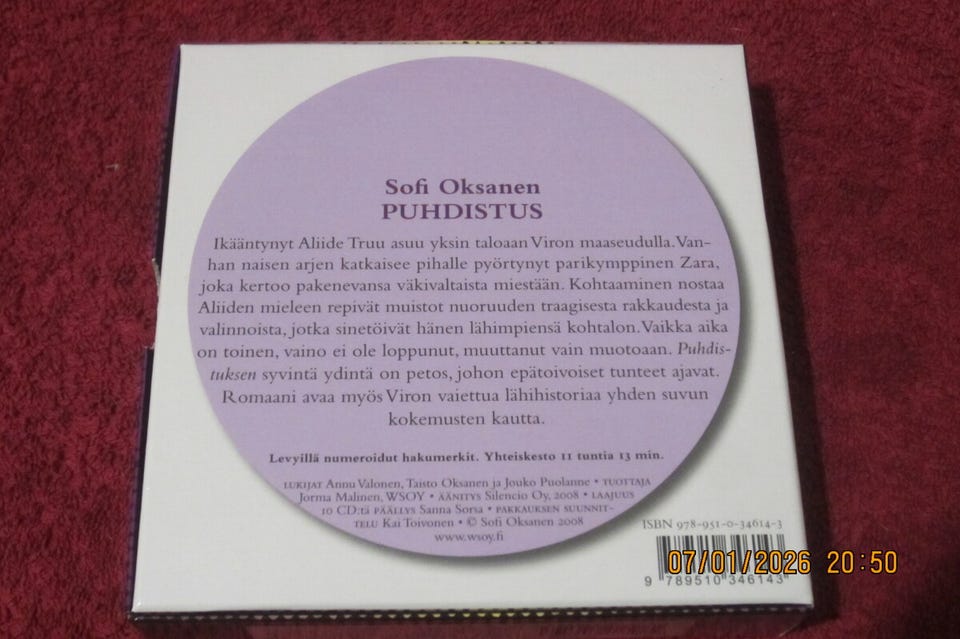 Sofi Oksanen
PUHDISTUS
Ikääntynyt Aliide Truu asuu yksin taloaan Viron maaseudulla. Van-
han naisen arjen katkaisee pihalle pyörtynyt parikymppinen Zara,
joka kertoo pakenevansa väkivaltaista miestään. Kohtaaminen nostaa
Aliiden mieleen repivät muistot nuoruuden traagisesta rakkaudesta ja
valinnoista, jotka sinetöivät hänen lähimpiensä kohtalon. Vaikka aika
on toinen, vaino ei ole loppunut, muuttanut vain muotoaan. Puhdis-
tuksen syvintä ydintä on petos, johon epätoivoiset tunteet ajavat.
Romaani avaa myös Viron vaiettua lähihistoriaa yhden suvun
kokemusten kautta.
Levyillä numeroidut hakumerkit. Yhteiskesto 11 tuntia 13 min.
LUKIJAT Annu Valonen, Taisto Oksanen ja Jouko Puolanne • TUOTTAJA
Jorma Malinen, WSOY • ÄÄNITYS Silencio Oy, 2008 • LAAJUUS
10 CD:tä PÄÄLLYS Sanna Sorsa • PAKKAUKSEN SUUNNIT-
TELU Kai Toivonen • © Sofi Oksanen 2008
www.wsoy.fi
ISBN 978-951-0-34614-3
9 789510 346143
07/01/2026 20:50